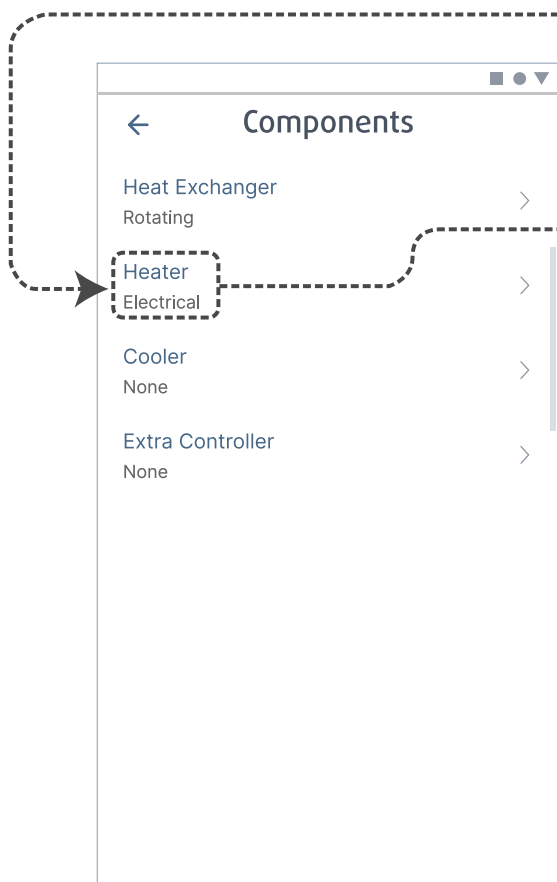 Components
Heat Exchanger
Rotating
Heater
Electrical
Cooler
None
Extra Controller
None